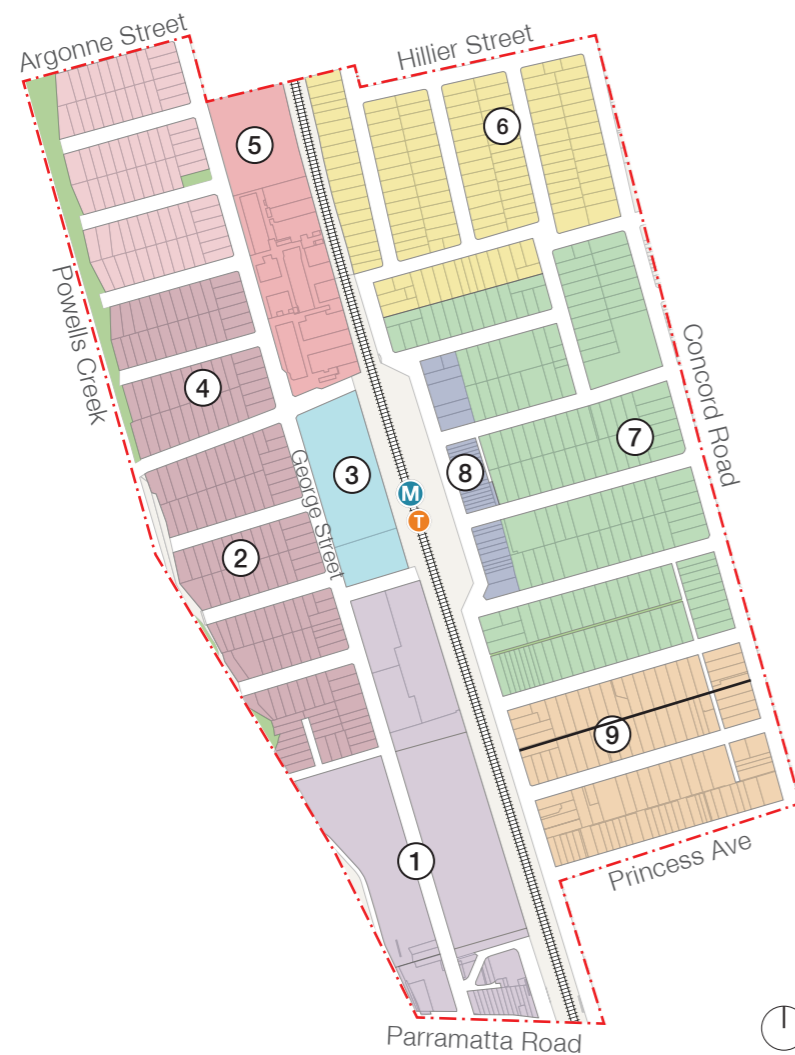 Argonne Street
Hillier Street
5
6
Powells Creek
Concord Road
4
7
George Street
3
8
M
T
2
9
1
Princess Ave
Parramatta Road